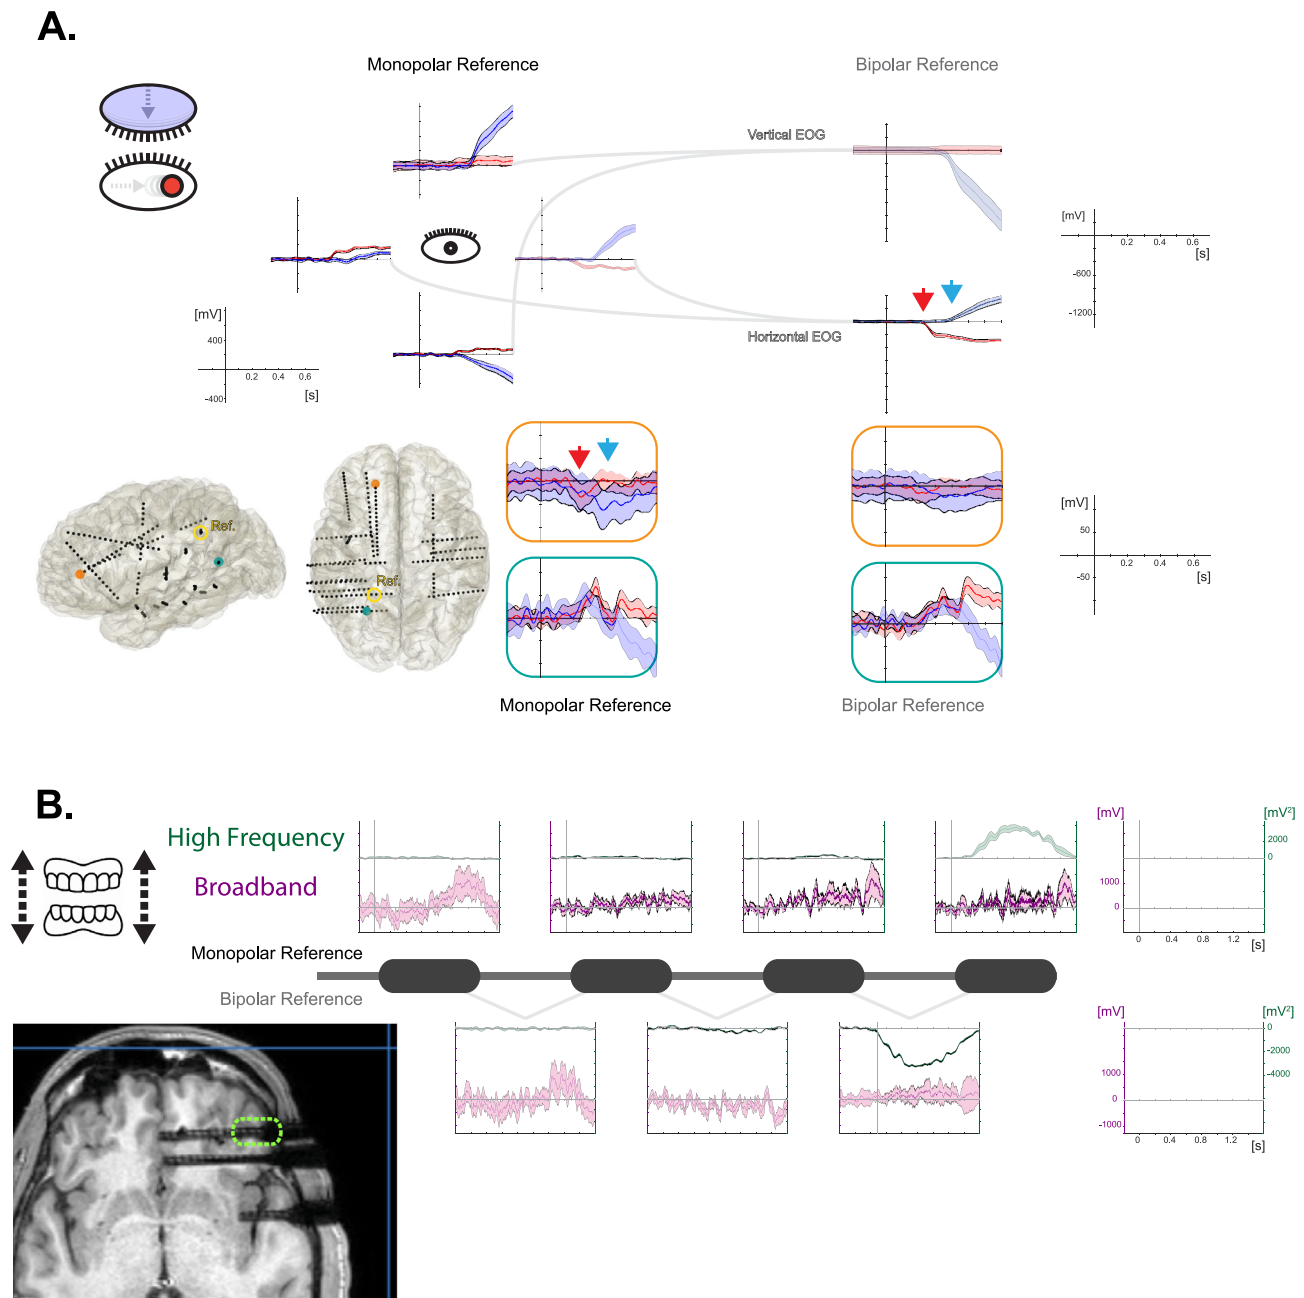 A.
Monopolar Reference
Bipolar Reference
Vertical EOG
[mV]
0.2 0.4 0.6
[s]
-600
-1200
[mV]
400
0.2 0.4 0.6
[s]
-400
Horizontal EOG
Ref.
Ref.
[mV]
50
0.2 0.4 0.6
[s]
-50
Monopolar Reference
Bipolar Reference
B.
High Frequency
Broadband
[mV]
[mV²]
2000
0
1000
0
0 0.4 0.8 1.2
[s]
Monopolar Reference
Bipolar Reference
[mV]
[mV²]
0
-2000
-4000
1000
0
-1000
0 0.4 0.8 1.2
[s]